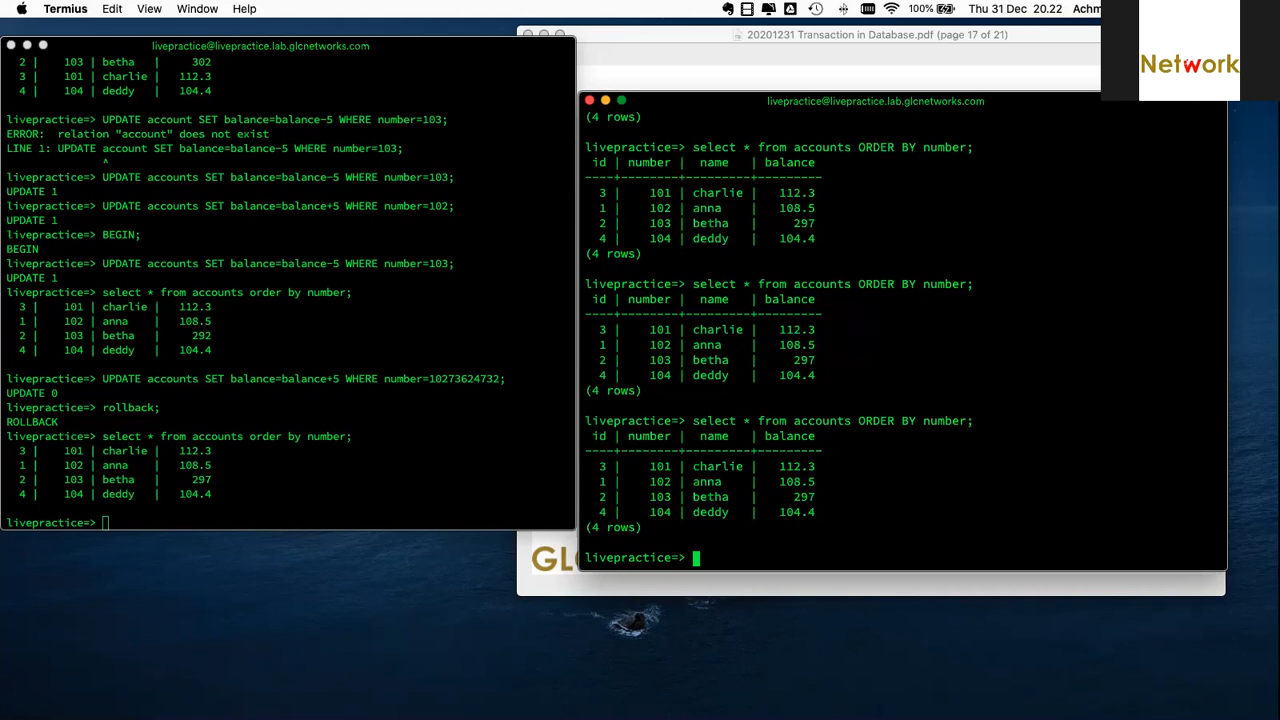 Termius Edit View Window Help 100% Thu 31 Dec 20.22 Achm
20201231 Transaction in Database.pdf (page 17 of 21)
Network
livepractice@livepractice.lab.glcnetworks.com
2 | 103 | betha | 302
3 | 101 | charlie | 112.3
4 | 104 | deddy | 104.4
livepractice=> UPDATE account SET balance=balance-5 WHERE number=103;
ERROR: relation "account" does not exist
LINE 1: UPDATE account SET balance=balance-5 WHERE number=103;
^
livepractice=> UPDATE accounts SET balance=balance-5 WHERE number=103;
UPDATE 1
livepractice=> UPDATE accounts SET balance=balance+5 WHERE number=102;
UPDATE 1
livepractice=> BEGIN;
BEGIN
livepractice=> UPDATE accounts SET balance=balance-5 WHERE number=103;
UPDATE 1
livepractice=> select * from accounts order by number;
3 | 101 | charlie | 112.3
1 | 102 | anna | 108.5
2 | 103 | betha | 292
4 | 104 | deddy | 104.4
livepractice=> UPDATE accounts SET balance=balance+5 WHERE number=10273624732;
UPDATE 0
livepractice=> rollback;
ROLLBACK
livepractice=> select * from accounts order by number;
3 | 101 | charlie | 112.3
1 | 102 | anna | 108.5
2 | 103 | betha | 297
4 | 104 | deddy | 104.4
livepractice=>
livepractice@livepractice.lab.glcnetworks.com
(4 rows)
livepractice=> select * from accounts ORDER BY number;
id | number | name | balance
----+--------+---------+---------
3 | 101 | charlie | 112.3
1 | 102 | anna | 108.5
2 | 103 | betha | 297
4 | 104 | deddy | 104.4
(4 rows)
livepractice=> select * from accounts ORDER BY number;
id | number | name | balance
----+--------+---------+---------
3 | 101 | charlie | 112.3
1 | 102 | anna | 108.5
2 | 103 | betha | 297
4 | 104 | deddy | 104.4
(4 rows)
livepractice=> select * from accounts ORDER BY number;
id | number | name | balance
----+--------+---------+---------
3 | 101 | charlie | 112.3
1 | 102 | anna | 108.5
2 | 103 | betha | 297
4 | 104 | deddy | 104.4
(4 rows)
livepractice=>
GL